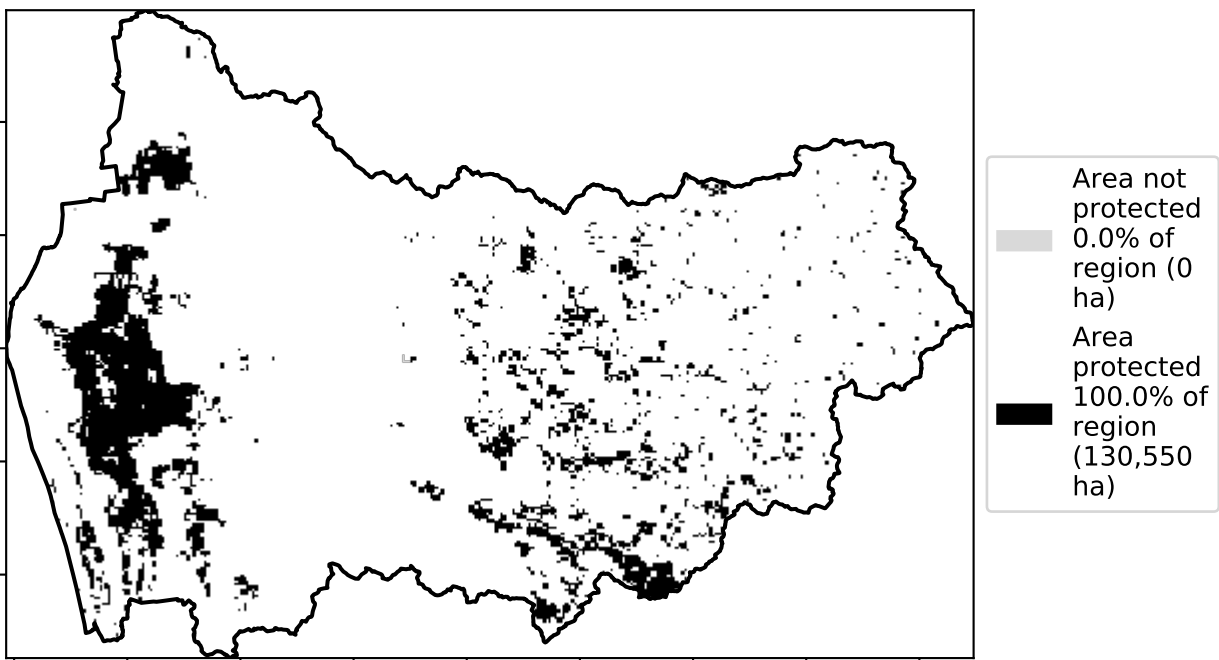 Area not
protected
0.0% of
region (0
ha)
Area
protected
100.0% of
region
(130,550
ha)